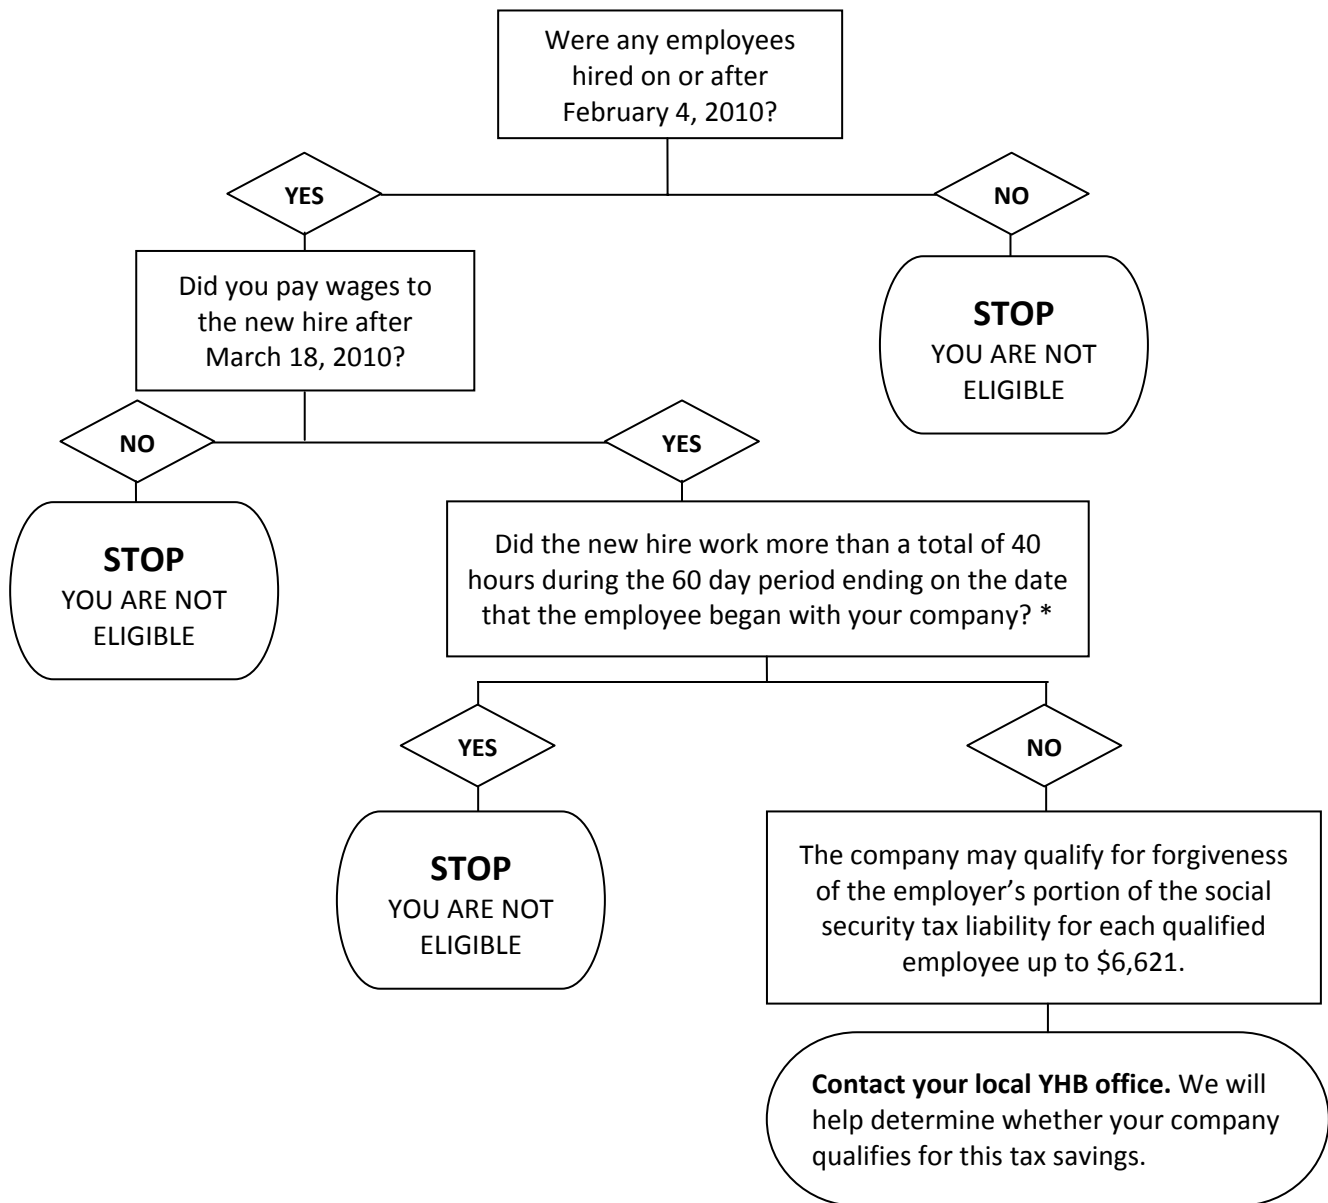 Were any employees
hired on or after
February 4, 2010?
YES
NO
Did you pay wages to
the new hire after
March 18, 2010?
STOP
YOU ARE NOT
ELIGIBLE
NO
YES
STOP
YOU ARE NOT
ELIGIBLE
Did the new hire work more than a total of 40
hours during the 60 day period ending on the date
that the employee began with your company? *
YES
NO
STOP
YOU ARE NOT
ELIGIBLE
The company may qualify for forgiveness
of the employer’s portion of the social
security tax liability for each qualified
employee up to $6,621.
Contact your local YHB office. We will
help determine whether your company
qualifies for this tax savings.